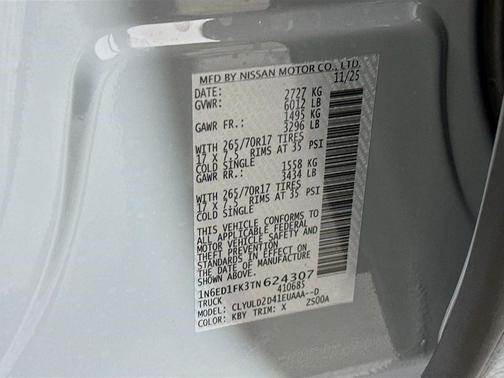 MFD BY NISSAN MOTOR CO., LTD.
DATE: 11/25
GVWR: 2727 KG
6012 LB
GAWR FR.: 1495 KG
3296 LB
WITH 265/70R17 TIRES
17 X 7.5 RIMS AT 35 PSI
COLD SINGLE
GAWR RR.: 1558 KG
3434 LB
WITH 265/70R17 TIRES
17 X 7.5 RIMS AT 35 PSI
COLD SINGLE
THIS VEHICLE CONFORMS TO
ALL APPLICABLE FEDERAL
MOTOR VEHICLE SAFETY AND
THEFT PREVENTION
STANDARDS IN EFFECT ON
THE DATE OF MANUFACTURE
SHOWN ABOVE.
1N6ED1FK3TN624307
TRUCK 410685
MODEL: CLYULD2D41EUAAA--D
COLOR: KBY TRIM: X ZS00A